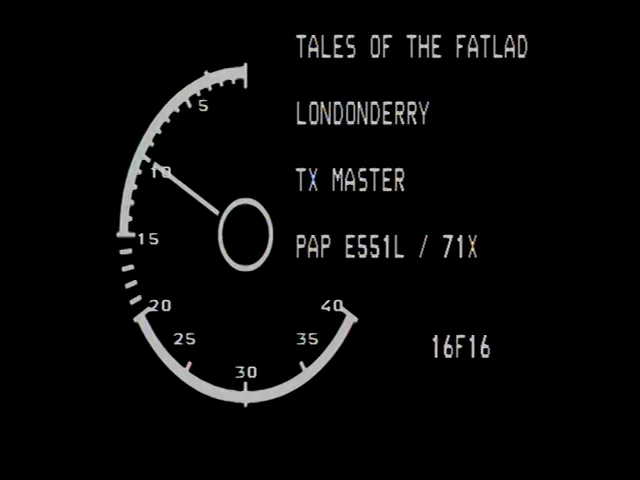 TALES OF THE FATLAD
5
LONDONDERRY
10
TX MASTER
15
PAP E551L / 71X
20
40
25
35
16F16
30